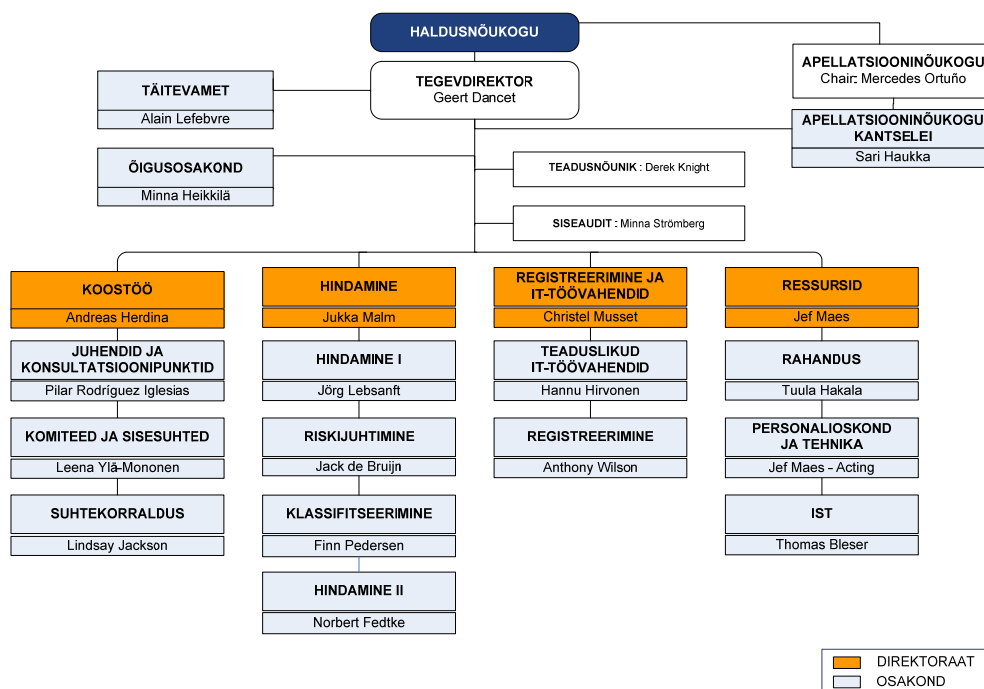 HALDUSNÕUKOGU
TEGEVDIREKTOR
Geert Dancet
APELLATSIOONINÕUKOGU
Chair: Mercedes Ortuño
APELLATSIOONINÕUKOGU
KANTSELEI
Sari Haukka
TÄITEVAMET
Alain Lefebvre
ÕIGUSOSAKOND
Minna Heikkilä
TEADUSNÕUNIK : Derek Knight
SISEAUDIT : Minna Strömberg
KOOSTÖÖ
Andreas Herdina
JUHENDID JA
KONSULTATSIOONIPUNKTID
Pilar Rodríguez Iglesias
KOMITEED JA SISESUHTED
Leena Ylä-Mononen
SUHTEKORRALDUS
Lindsay Jackson
HINDAMINE
Jukka Malm
HINDAMINE I
Jörg Lebsanft
RISKIJUHTIMINE
Jack de Bruijn
KLASSIFITSEERIMINE
Finn Pedersen
HINDAMINE II
Norbert Fedtke
REGISTREERIMINE JA
IT-TÖÖVAHENDID
Christel Musset
TEADUSLIKUD
IT-TÖÖVAHENDID
Hannu Hirvonen
REGISTREERIMINE
Anthony Wilson
RESSURSID
Jef Maes
RAHANDUS
Tuula Hakala
PERSONALIOSKOND
JA TEHNIKA
Jef Maes - Acting
IST
Thomas Bleser
DIREKTORAAT
OSAKOND